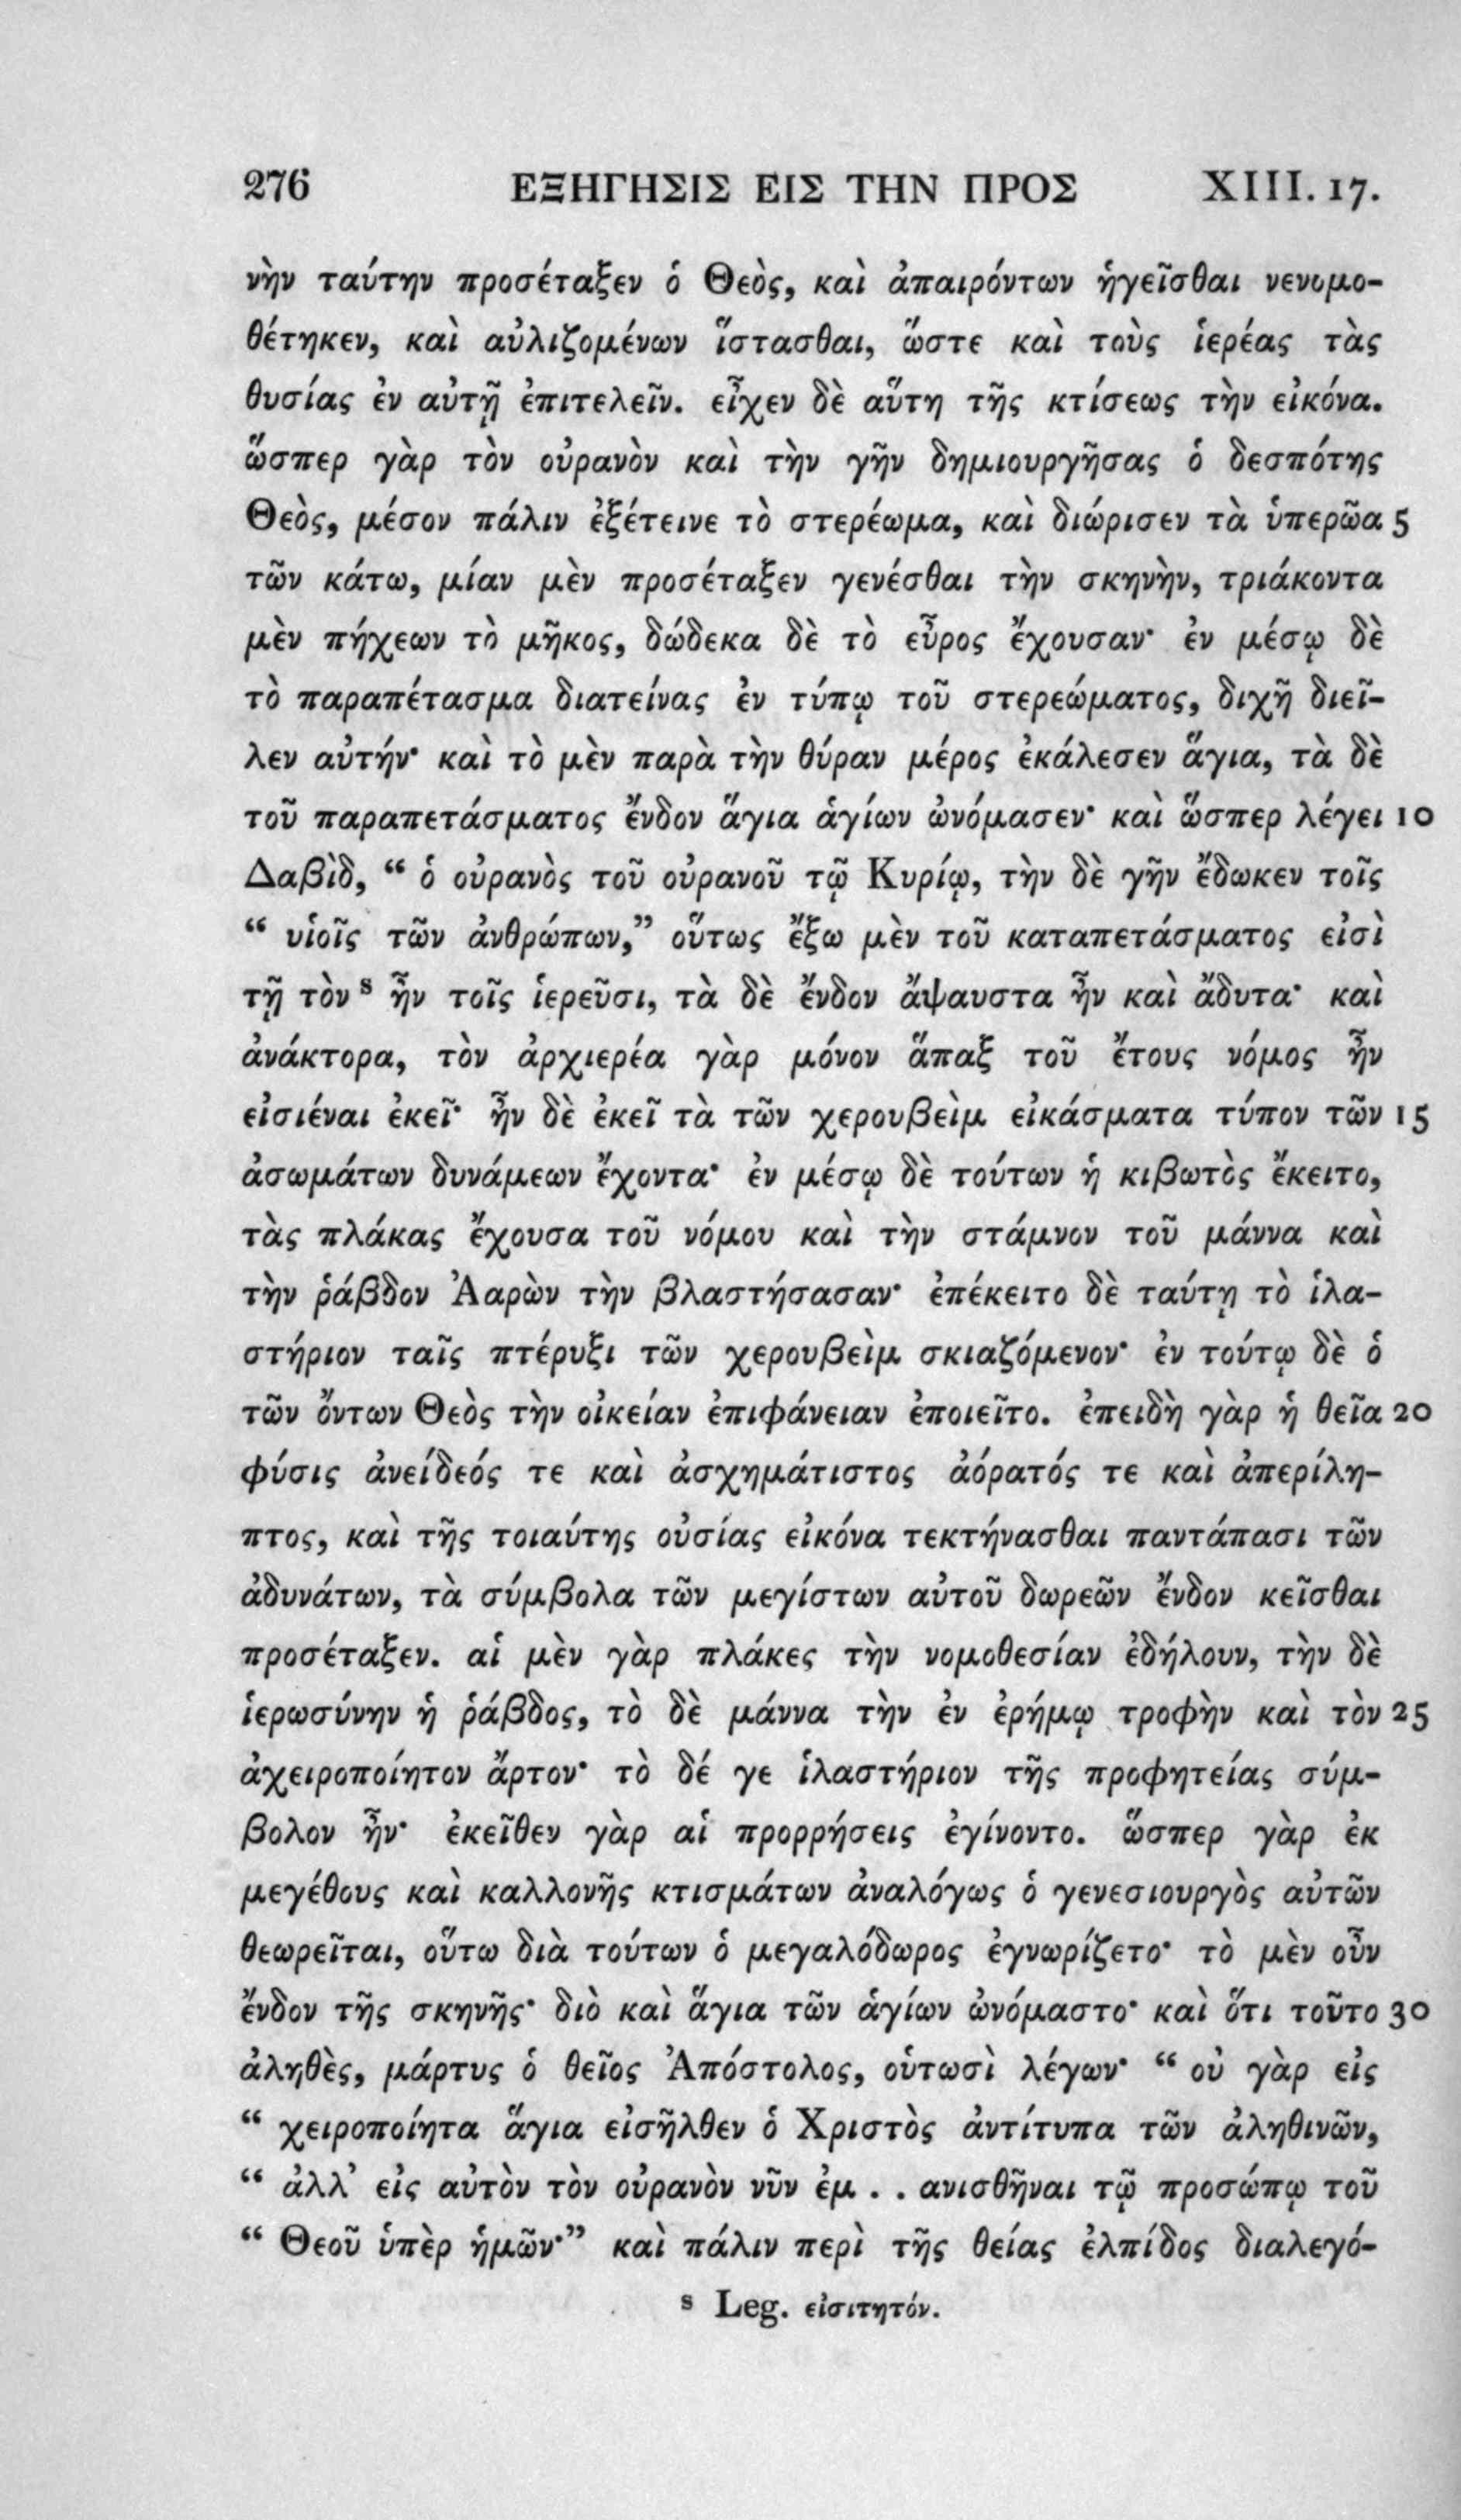 276 ΕΞΗΓΗΣΙΣ ΕΙΣ ΤΗΝ ΠΡΟΣ XIII. 17.
νὴν ταύτην προσέταξεν ὁ Θεὸς, καὶ ἀπαιρόντων ἡγεῖσθαι νενομο-
θέτηκεν, καὶ αὐλιζομένων ἵστασθαι, ὥστε καὶ τοὺς ἱερέας τὰς
θυσίας ἐν αὐτῇ ἐπιτελεῖν. εἶχεν δὲ αὕτη τῆς κτίσεως τὴν εἰκόνα.
ὥσπερ γὰρ τὸν οὐρανὸν καὶ τὴν γῆν δημιουργῆσας ὁ δεσπότης
Θεὸς, μέσον πάλιν ἐξέτεινε τὸ στερέωμα, καὶ διώρισεν τὰ ὑπερῶα 5
τῶν κάτω, μίαν μὲν προσέταξεν γενέσθαι τὴν σκηνὴν, τριάκοντα
μὲν πήχεων τὸ μῆκος, δώδεκα δὲ τὸ εὖρος ἔχουσαν· ἐν μέσῳ δὲ
τὸ παραπέτασμα διατείνας ἐν τύπῳ τοῦ στερεώματος, διχῆ διεῖ-
λεν αὐτήν· καὶ τὸ μὲν παρὰ τὴν θύραν μέρος ἐκάλεσεν ἅγια, τὰ δὲ
τοῦ παραπετάσματος ἔνδον ἅγια ἁγίων ὠνόμασεν· καὶ ὥσπερ λέγει 10
Δαβὶδ, “ ὁ οὐρανὸς τοῦ οὐρανοῦ τῷ Κυρίῳ, τὴν δὲ γῆν ἔδωκεν τοῖς
“ υἱοῖς τῶν ἀνθρώπων,” οὕτως ἔξω μὲν τοῦ καταπετάσματος εἰσὶ
τῇ τὸν s ἦν τοῖς ἱερεῦσι, τὰ δὲ ἔνδον ἄψαυστα ἦν καὶ ἄδυτα· καὶ
ἀνάκτορα, τὸν ἀρχιερέα γὰρ μόνον ἅπαξ τοῦ ἔτους νόμος ἦν
εἰσιέναι ἐκεῖ· ἦν δὲ ἐκεῖ τὰ τῶν χερουβεὶμ εἰκάσματα τύπον τῶν 15
ἀσωμάτων δυνάμεων ἔχοντα· ἐν μέσῳ δὲ τούτων ἡ κιβωτὸς ἔκειτο,
τὰς πλάκας ἔχουσα τοῦ νόμου καὶ τὴν στάμνον τοῦ μάννα καὶ
τὴν ῥάβδον Ἀαρὼν τὴν βλαστήσασαν· ἐπέκειτο δὲ ταύτῃ τὸ ἱλα-
στήριον ταῖς πτέρυξι τῶν χερουβεὶμ σκιαζόμενον· ἐν τούτῳ δὲ ὁ
τῶν ὄντων Θεὸς τὴν οἰκείαν ἐπιφάνειαν ἐποιεῖτο. ἐπειδὴ γὰρ ἡ θεῖα 20
φύσις ἀνείδεός τε καὶ ἀσχημάτιστος ἀόρατός τε καὶ ἀπερίλη-
πτος, καὶ τῆς τοιαύτης οὐσίας εἰκόνα τεκτήνασθαι παντάπασι τῶν
ἀδυνάτων, τὰ σύμβολα τῶν μεγίστων αὐτοῦ δωρεῶν ἔνδον κεῖσθαι
προσέταξεν. αἱ μὲν γὰρ πλάκες τὴν νομοθεσίαν ἐδήλουν, τὴν δὲ
ἱερωσύνην ἡ ῥάβδος, τὸ δὲ μάννα τὴν ἐν ἐρήμῳ τροφὴν καὶ τὸν 25
ἀχειροποίητον ἄρτον· τὸ δέ γε ἱλαστήριον τῆς προφητείας σύμ-
βολον ἦν· ἐκεῖθεν γὰρ αἱ προρρήσεις ἐγίνοντο. ὥσπερ γὰρ ἐκ
μεγέθους καὶ καλλονῆς κτισμάτων ἀναλόγως ὁ γενεσιουργὸς αὐτῶν
θεωρεῖται, οὕτω διὰ τούτων ὁ μεγαλόδωρος ἐγνωρίζετο· τὸ μὲν οὖν
ἔνδον τῆς σκηνῆς· διὸ καὶ ἅγια τῶν ἁγίων ὠνόμαστο· καὶ ὅτι τοῦτο 30
ἀληθὲς, μάρτυς ὁ θεῖος Ἀπόστολος, οὑτωσὶ λέγων· “ οὐ γὰρ εἰς
“ χειροποίητα ἅγια εἰσῆλθεν ὁ Χριστὸς ἀντίτυπα τῶν ἀληθινῶν,
“ ἀλλ’ εἰς αὐτὸν τὸν οὐρανὸν νῦν ἐμ . . ανισθῆναι τῷ προσώπῳ τοῦ
“ Θεοῦ ὑπὲρ ἡμῶν·” καὶ πάλιν περὶ τῆς θείας ἐλπίδος διαλεγό-
s Leg. εἰσιτητόν.